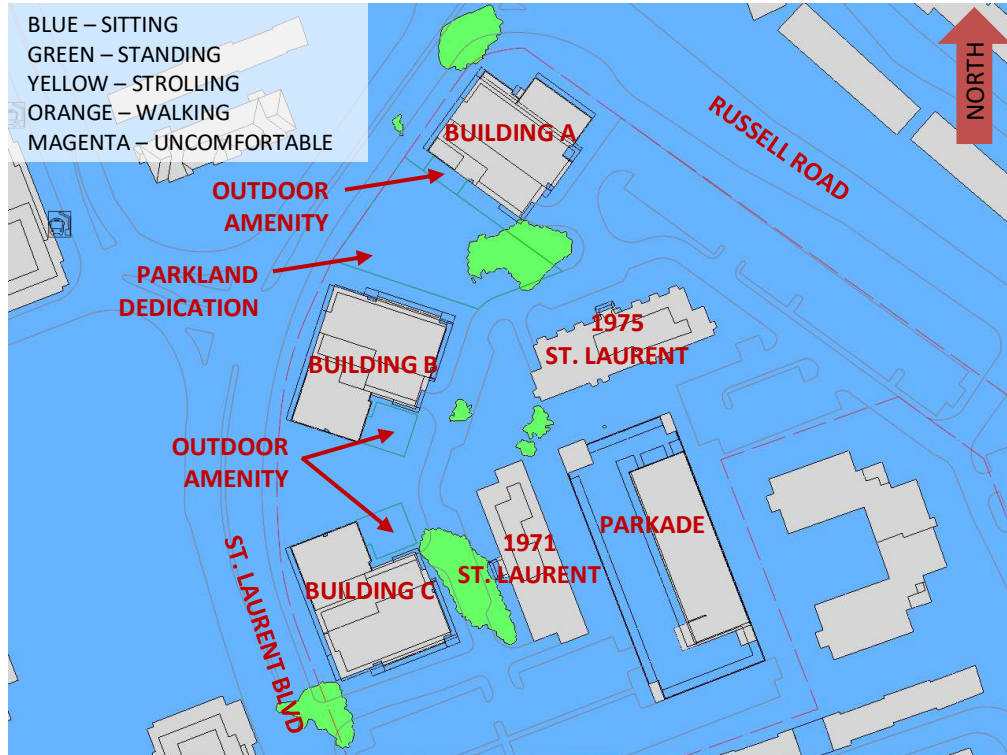 BLUE – SITTING
GREEN – STANDING
YELLOW – STROLLING
ORANGE – WALKING
MAGENTA – UNCOMFORTABLE
NORTH
RUSSELL ROAD
BUILDING A
OUTDOOR
AMENITY
PARKLAND
DEDICATION
1975
ST. LAURENT
BUILDING B
OUTDOOR
AMENITY
PARKADE
1971
ST. LAURENT
BUILDING C
ST. LAURENT BLVD